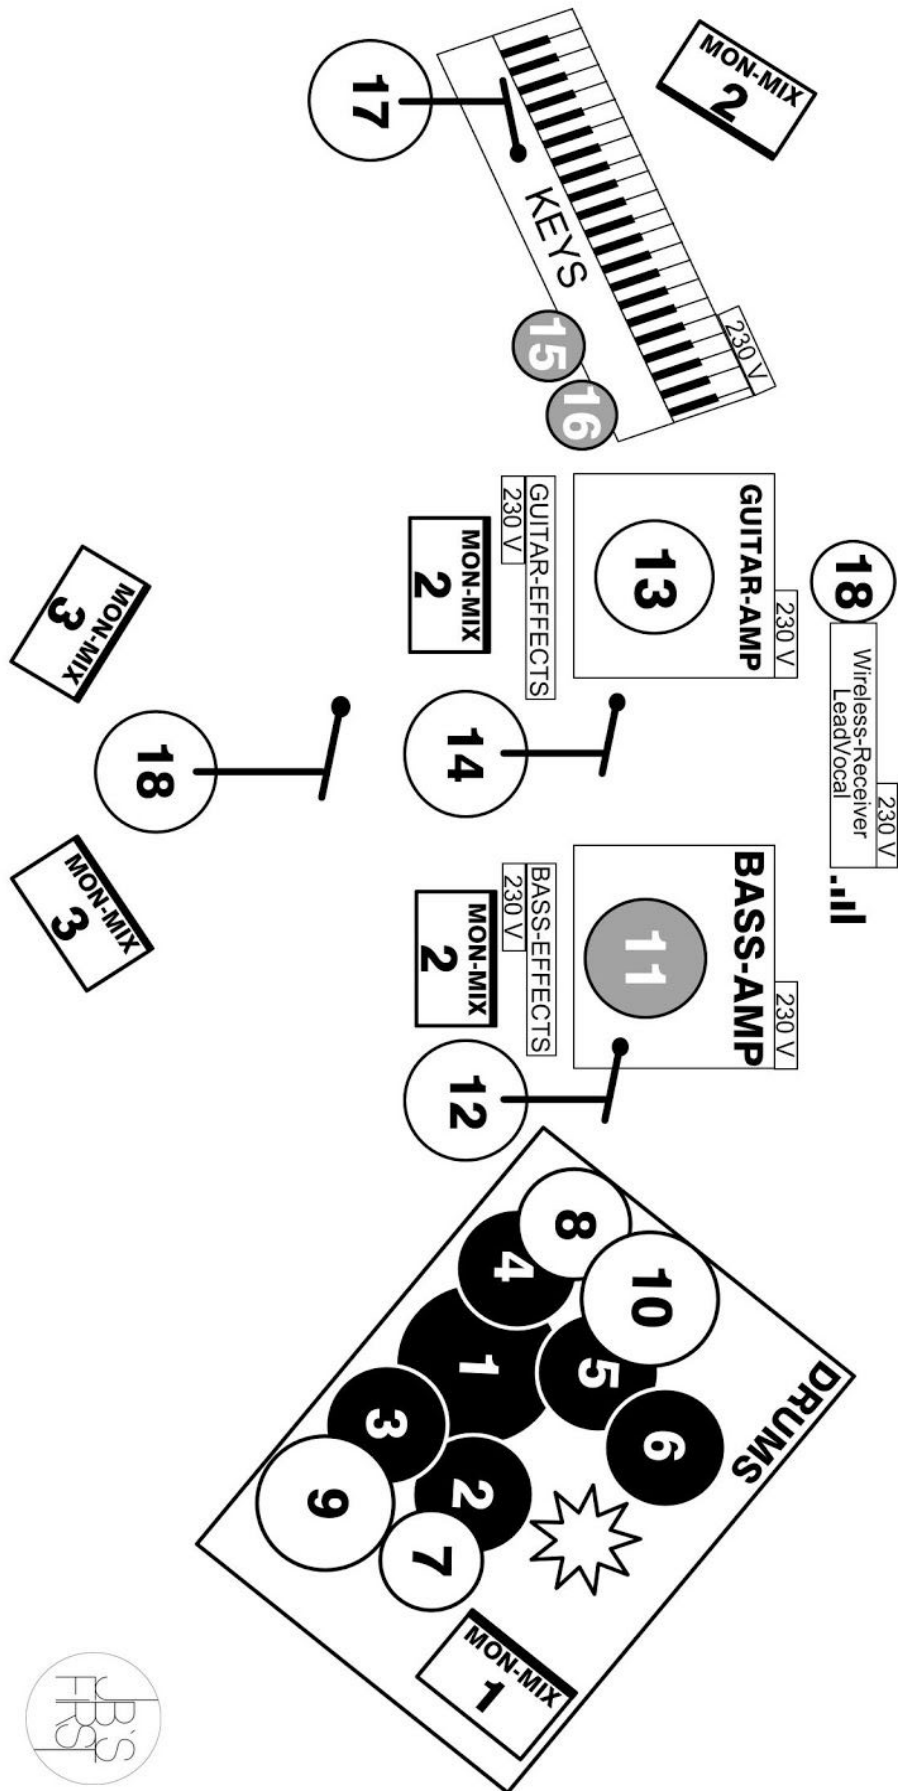 230 V
18
Wireless-Receiver
LeadVocal
MON-MIX
2
230 V
KEYS
15
16
17
230 V
GUITAR-AMP
13
GUITAR-EFFECTS
230 V
MON-MIX
2
14
230 V
BASS-AMP
11
BASS-EFFECTS
230 V
MON-MIX
2
12
MON-MIX
3
18
MON-MIX
3
DRUMS
10
8
6
5
4
1
2
3
7
9
MON-MIX
1
JB`S